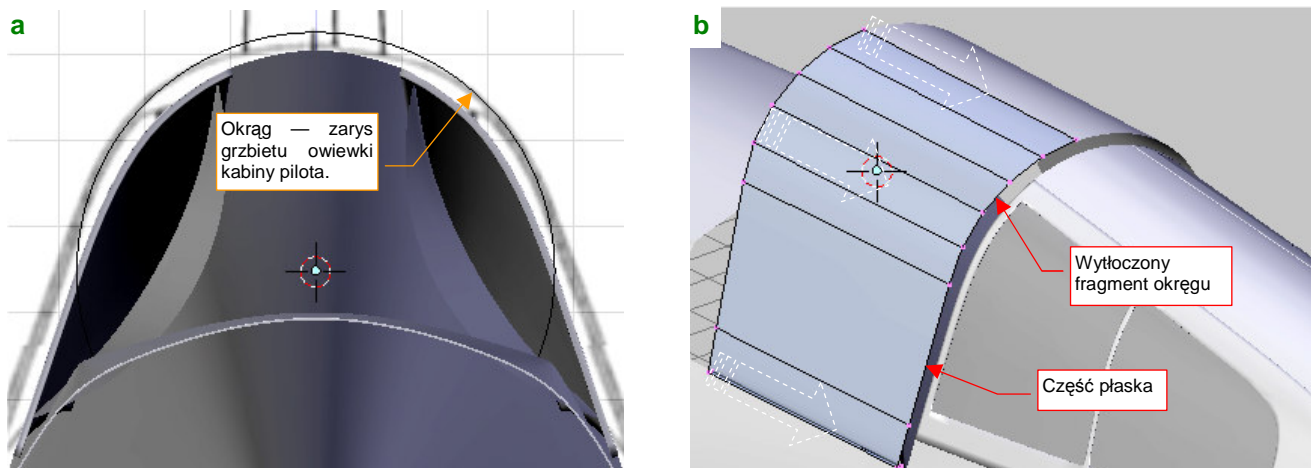 a
Okrąg — zarys
grzbietu owiewki
kabiny pilota.
b
Wytłoczony
fragment okręgu
Część płaska